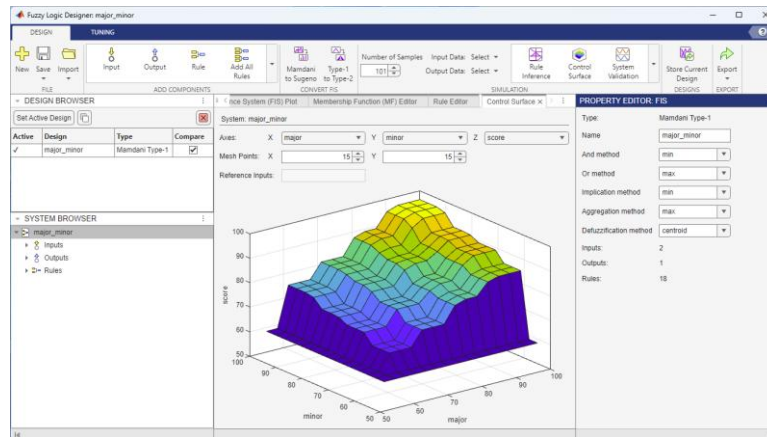 Fuzzy Logic Designer: major_minor
DESIGN TUNING
New Save Import Input Output Rule Add All Rules Mamdani to Sugeno Type-1 to Type-2 Number of Samples 101 Input Data: Select Output Data: Select Rule Inference Control Surface System Validation Store Current Design Export
FILE ADD COMPONENTS CONVERT FIS SIMULATION DESIGNS EXPORT
DESIGN BROWSER
Set Active Design
Active Design Type Compare
major_minor Mamdani Type-1
SYSTEM BROWSER
major_minor
Inputs
Outputs
Rules
nce System (FIS) Plot Membership Function (MF) Editor Rule Editor Control Surface
System: major_minor
Axes: X major Y minor Z score
Mesh Points: X 15 Y 15
Reference Inputs:
100
90
80
70
60
50
score
100
90
80
70
60
50
minor
50
60
70
80
90
100
major
PROPERTY EDITOR: FIS
Type: Mamdani Type-1
Name major_minor
And method min
Or method max
Implication method min
Aggregation method max
Defuzzification method centroid
Inputs: 2
Outputs: 1
Rules: 18